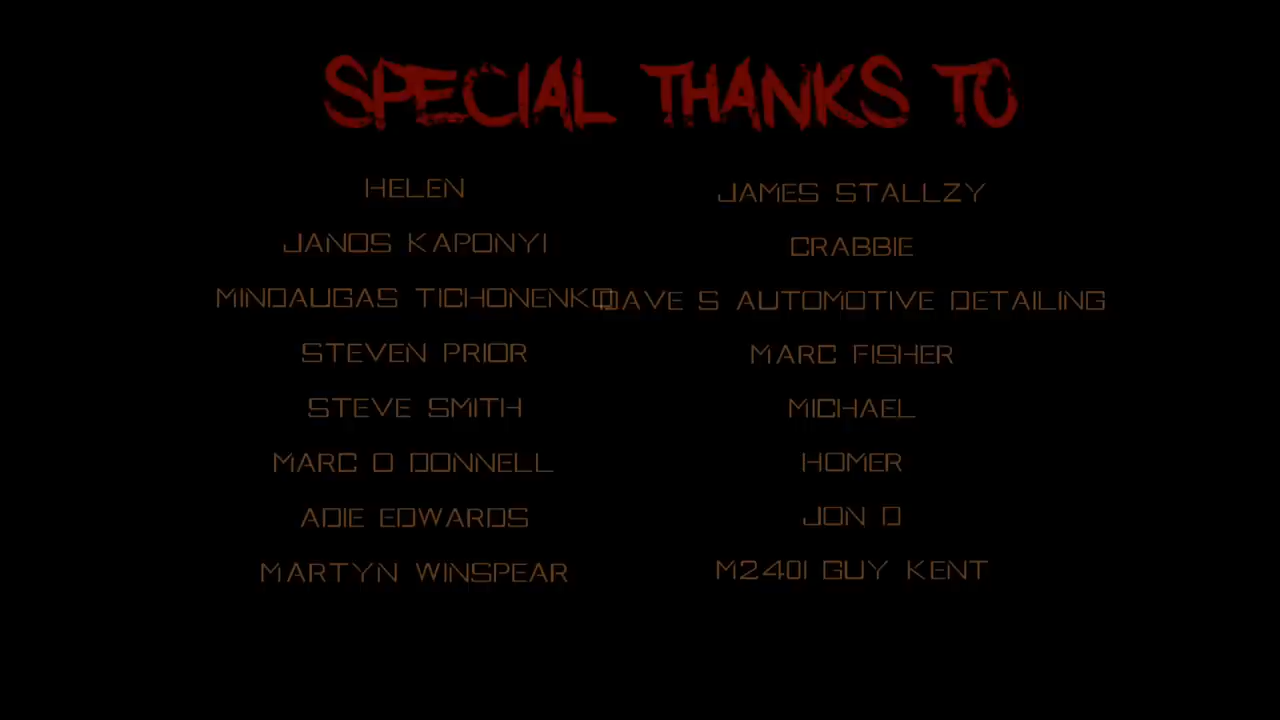 SPECIAL THANKS TO
HELEN
JANOS KAPONYI
MINDAUGAS TICHONENKO
STEVEN PRIOR
STEVE SMITH
MARC O DONNELL
ADIE EDWARDS
MARTYN WINSPEAR
JAMES STALLZY
CRABBIE
DAVE S AUTOMOTIVE DETAILING
MARC FISHER
MICHAEL
HOMER
JON D
M240I GUY KENT